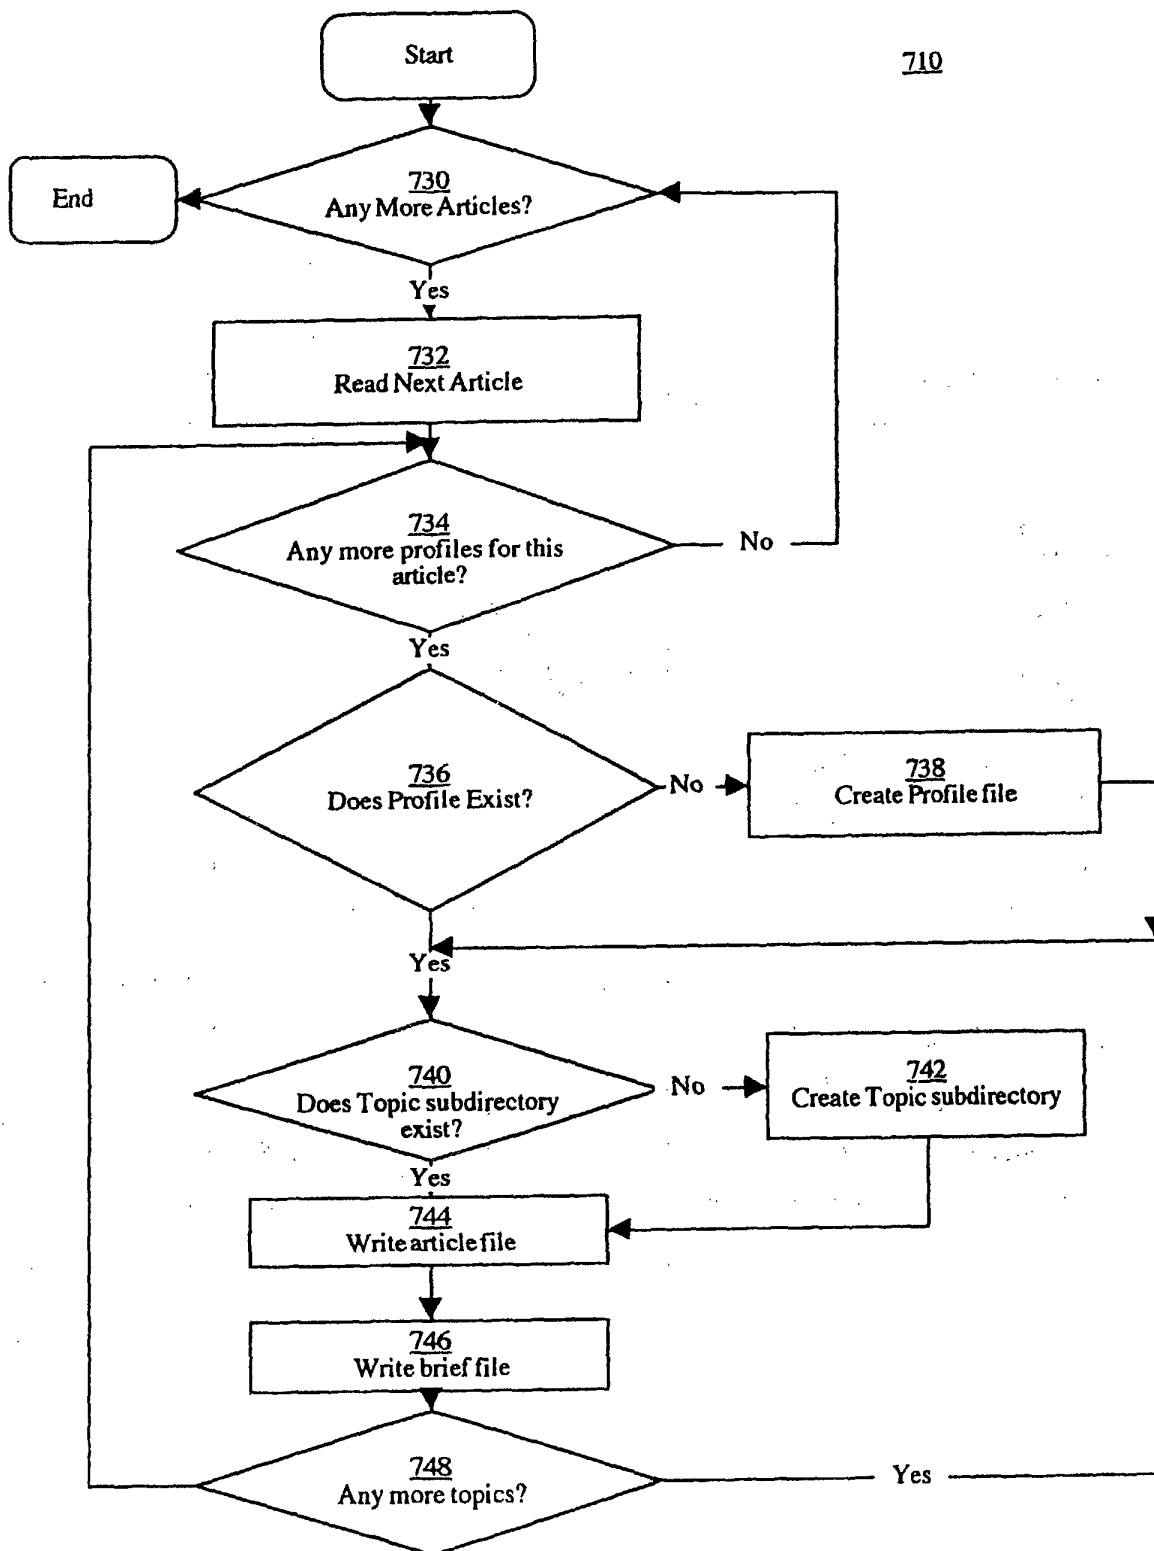 Start
710
End
730
Any More Articles?
Yes
732
Read Next Article
734
Any more profiles for this
article?
No
Yes
736
Does Profile Exist?
No
738
Create Profile file
Yes
740
Does Topic subdirectory
exist?
No
742
Create Topic subdirectory
Yes
744
Write article file
746
Write brief file
748
Any more topics?
Yes